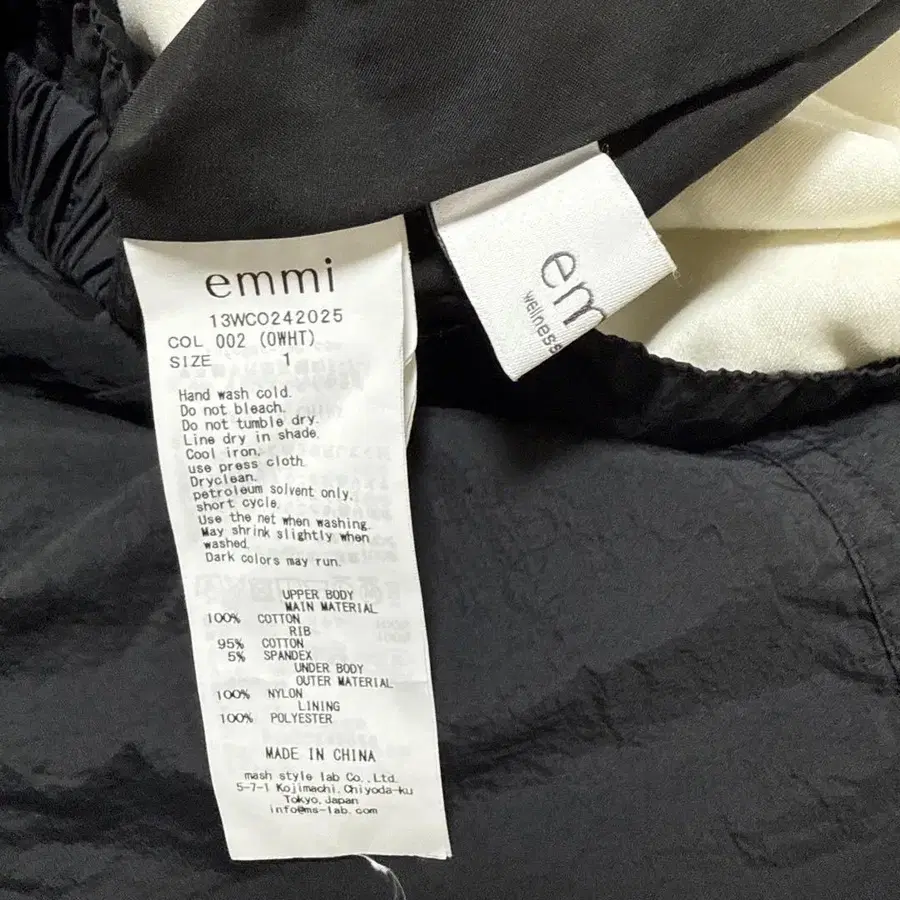 emmi
13WCO242025
COL 002 (OWHT)
SIZE 1
Hand wash cold.
Do not bleach.
Do not tumble dry.
Line dry in shade.
Cool iron.
use press cloth.
Dryclean.
petroleum solvent only,
short cycle.
Use the net when washing.
May shrink slightly when
washed.
Dark colors may run.
UPPER BODY
MAIN MATERIAL
100% COTTON
RIB
95% COTTON
5% SPANDEX
UNDER BODY
OUTER MATERIAL
100% NYLON
LINING
100% POLYESTER
MADE IN CHINA
mash style lab Co.,Ltd.
5-7-1 Kojimachi,Chiyoda-ku
Tokyo,Japan
info@ms-lab.com
em
wellness